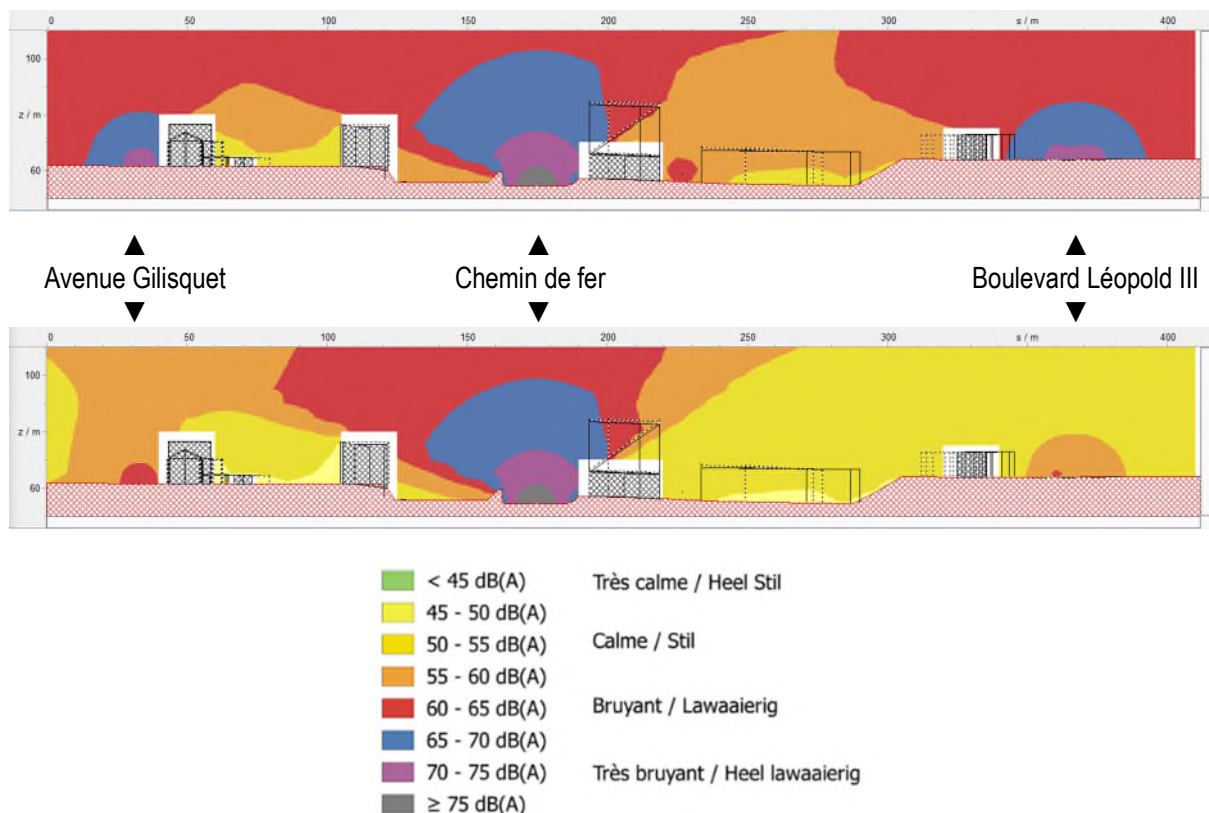 0 50 100 150 200 250 300 s / m 400
100
z / m
60
▲ ▲ ▲
Avenue Gilisquet Chemin de fer Boulevard Léopold III
▼ ▼ ▼
0 50 100 150 200 250 300 s / m 400
100
z / m
60
< 45 dB(A) Très calme / Heel Stil
45 - 50 dB(A)
50 - 55 dB(A) Calme / Stil
55 - 60 dB(A)
60 - 65 dB(A) Bruyant / Lawaaierig
65 - 70 dB(A)
70 - 75 dB(A) Très bruyant / Heel lawaaierig
≥ 75 dB(A)